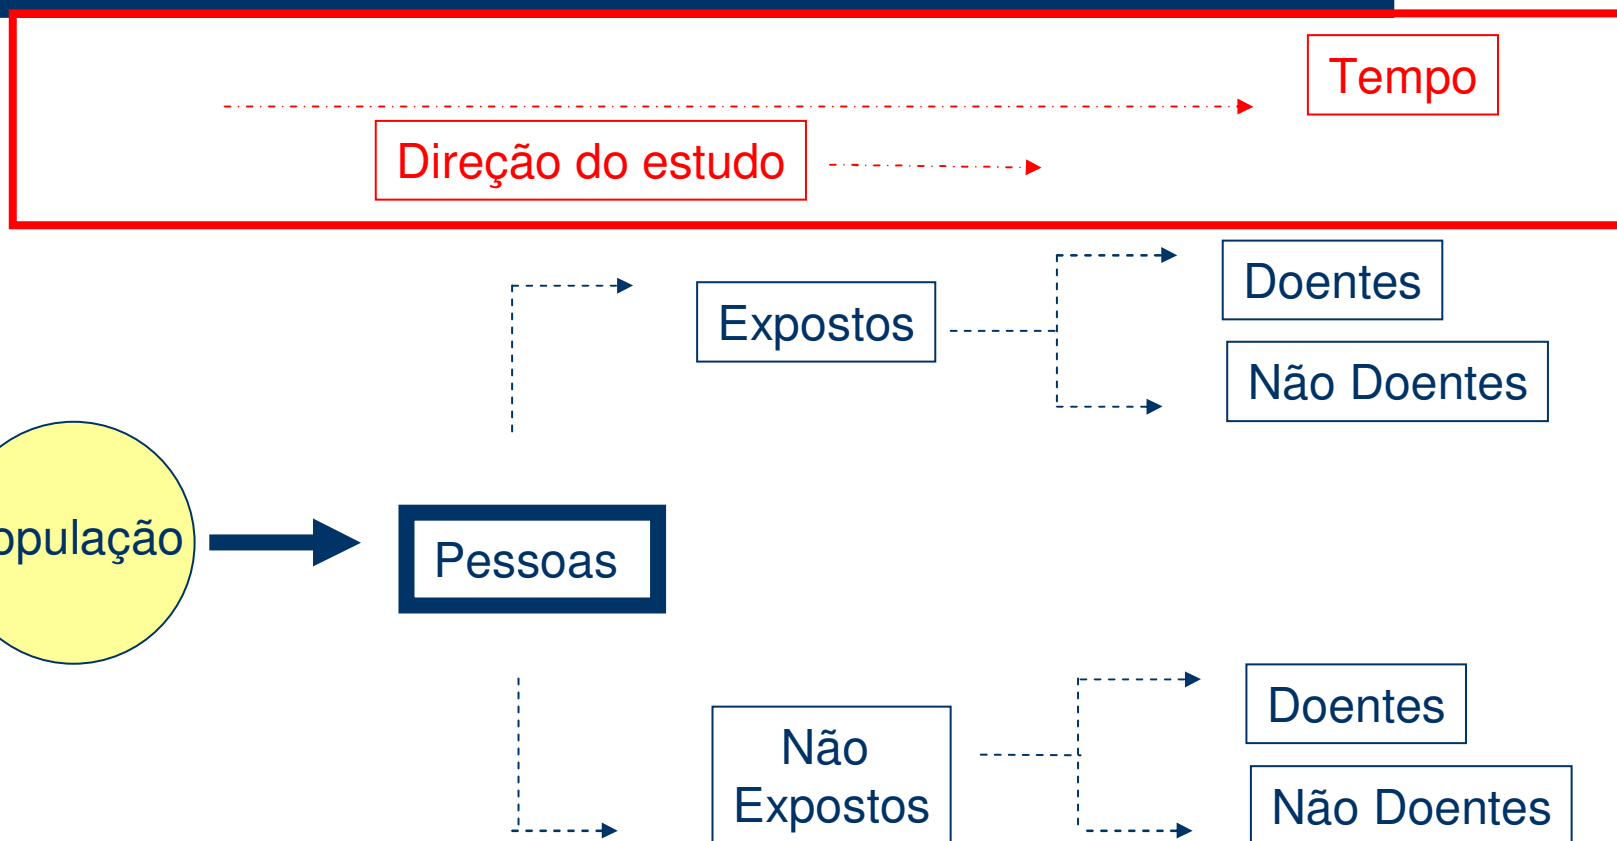 Tempo
Direção do estudo
Doentes
Expostos
Não Doentes
opulação
Pessoas
Doentes
Não
Expostos
Não Doentes